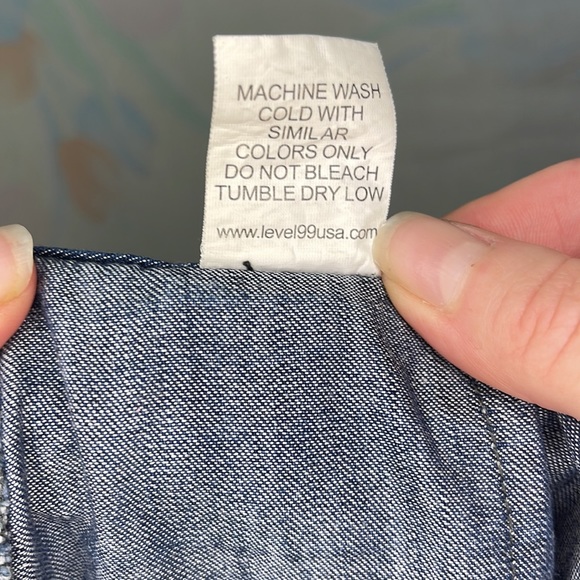 MACHINE WASH
COLD WITH
SIMILAR
COLORS ONLY
DO NOT BLEACH
TUMBLE DRY LOW
www.level99usa.com